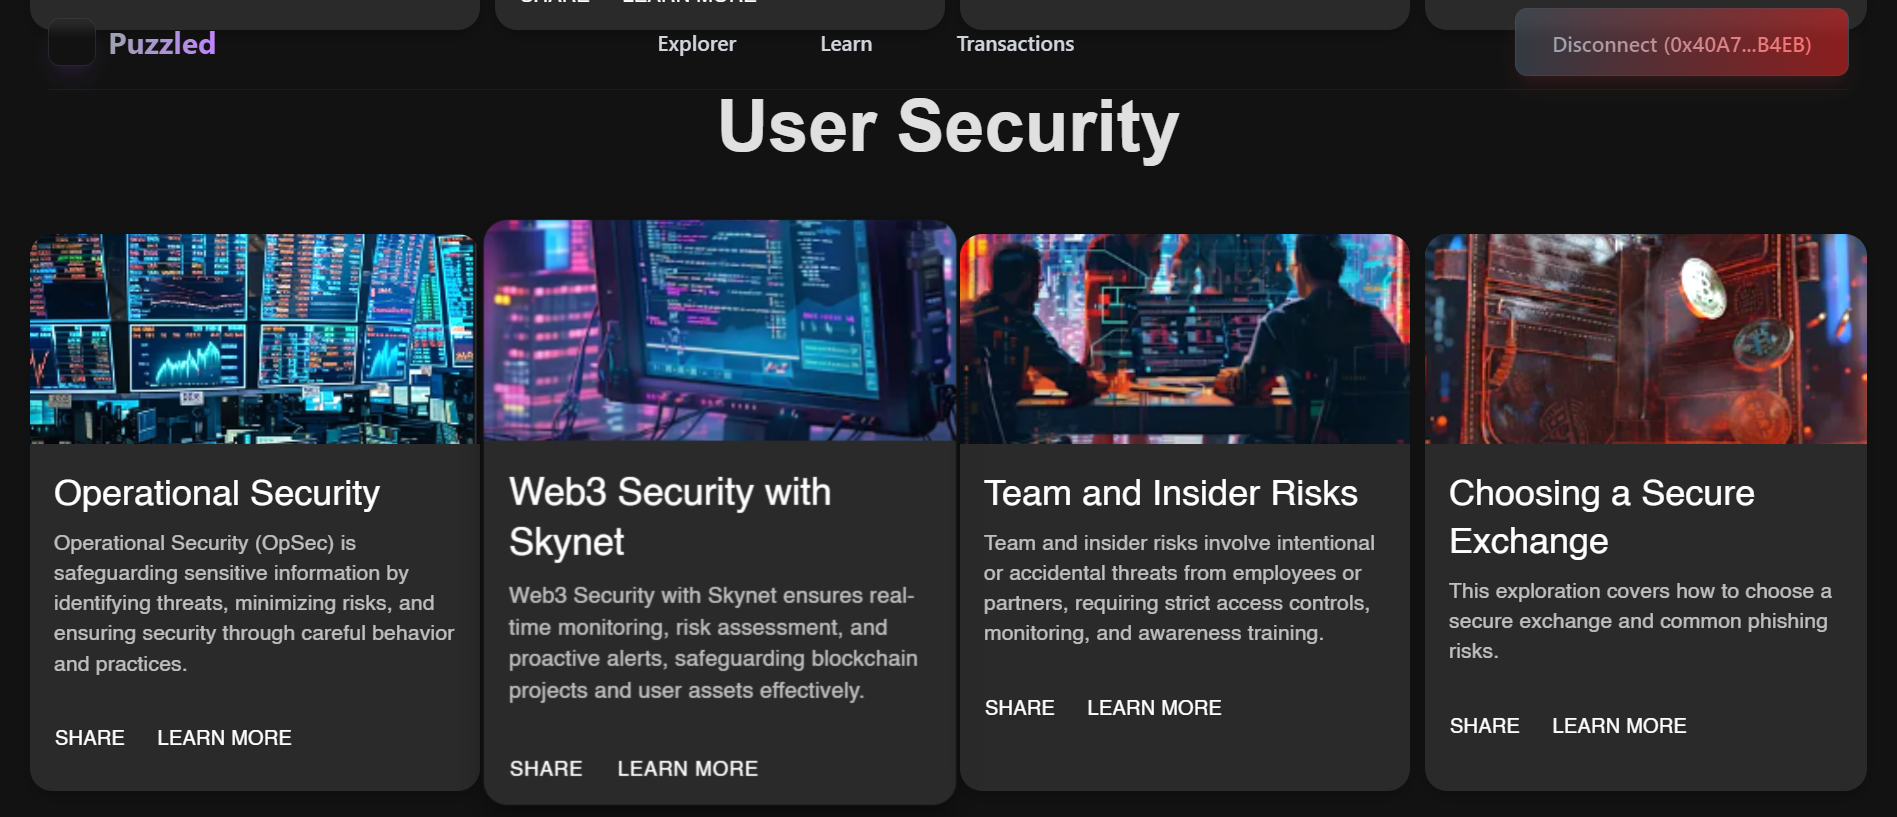 SHARE LEARN MORE
Puzzled
Explorer Learn Transactions
Disconnect (0x40A7...B4EB)
User Security
Operational Security
Operational Security (OpSec) is
safeguarding sensitive information by
identifying threats, minimizing risks, and
ensuring security through careful behavior
and practices.
SHARE LEARN MORE
Web3 Security with
Skynet
Web3 Security with Skynet ensures real-
time monitoring, risk assessment, and
proactive alerts, safeguarding blockchain
projects and user assets effectively.
SHARE LEARN MORE
Team and Insider Risks
Team and insider risks involve intentional
or accidental threats from employees or
partners, requiring strict access controls,
monitoring, and awareness training.
SHARE LEARN MORE
Choosing a Secure
Exchange
This exploration covers how to choose a
secure exchange and common phishing
risks.
SHARE LEARN MORE